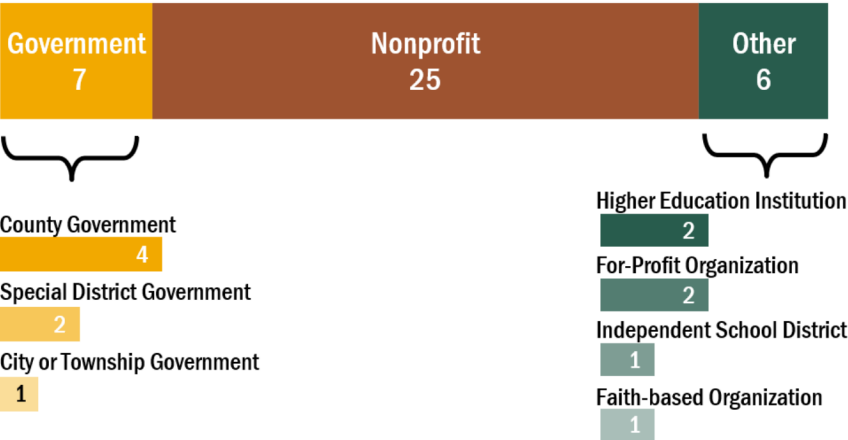 Government
7
Nonprofit
25
Other
6
County Government
4
Special District Government
2
City or Township Government
1
Higher Education Institution
2
For-Profit Organization
2
Independent School District
1
Faith-based Organization
1